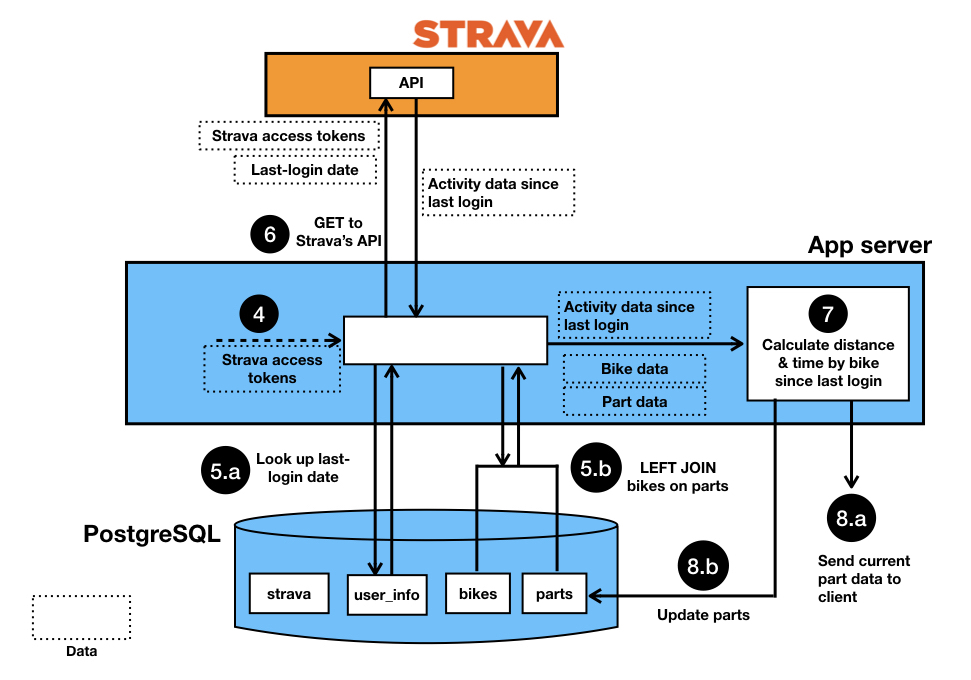 STRAVA
API
Strava access tokens
Last-login date
Activity data since
last login
6
GET to
Strava's API
App server
4
Strava access
tokens
Activity data since
last login
Bike data
Part data
7
Calculate distance
& time by bike
since last login
5.a
Look up last-
login date
5.b
LEFT JOIN
bikes on parts
8.a
Send current
part data to
client
PostgreSQL
strava
user_info
bikes
parts
8.b
Update parts
Data